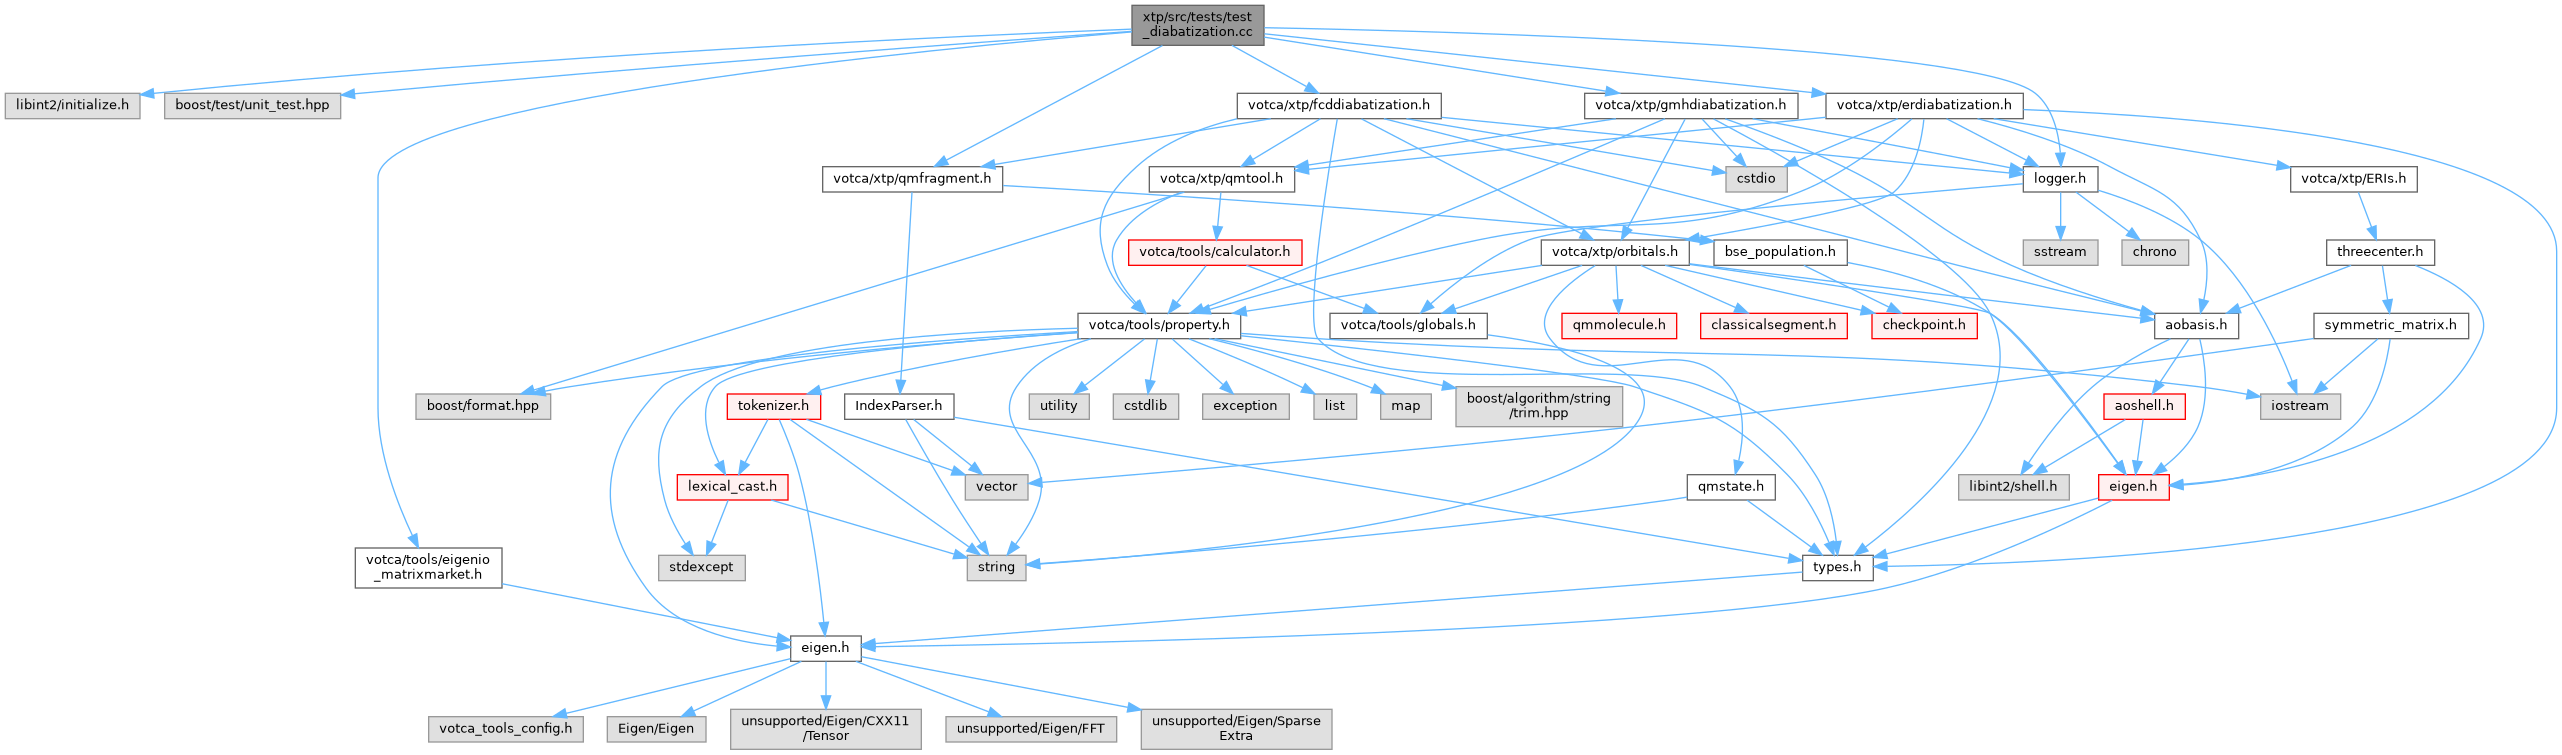 xtp/src/tests/test
_diabatization.cc
libint2/initialize.h
boost/test/unit_test.hpp
votca/xtp/fcddiabatization.h
votca/xtp/gmhdiabatization.h
votca/xtp/erdiabatization.h
votca/xtp/qmfragment.h
votca/xtp/qmtool.h
cstdio
logger.h
votca/xtp/ERIs.h
votca/tools/calculator.h
votca/xtp/orbitals.h
bse_population.h
sstream
chrono
threecenter.h
votca/tools/property.h
votca/tools/globals.h
qmmolecule.h
classicalsegment.h
checkpoint.h
aobasis.h
symmetric_matrix.h
boost/format.hpp
tokenizer.h
IndexParser.h
utility
cstdlib
exception
list
map
boost/algorithm/string
/trim.hpp
aoshell.h
iostream
lexical_cast.h
vector
qmstate.h
libint2/shell.h
eigen.h
votca/tools/eigenio
_matrixmarket.h
stdexcept
string
types.h
eigen.h
votca_tools_config.h
Eigen/Eigen
unsupported/Eigen/CXX11
/Tensor
unsupported/Eigen/FFT
unsupported/Eigen/Sparse
Extra